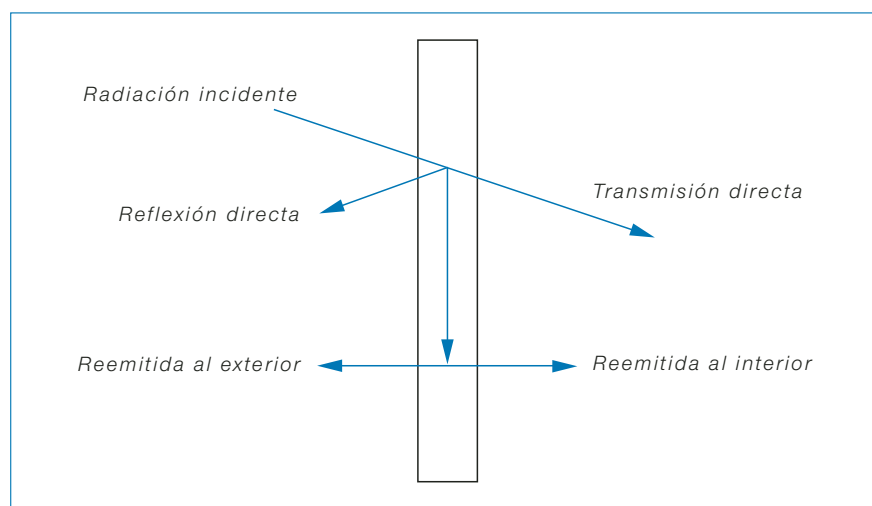 Radiación incidente
Transmisión directa
Reflexión directa
Reemitida al exterior
Reemitida al interior